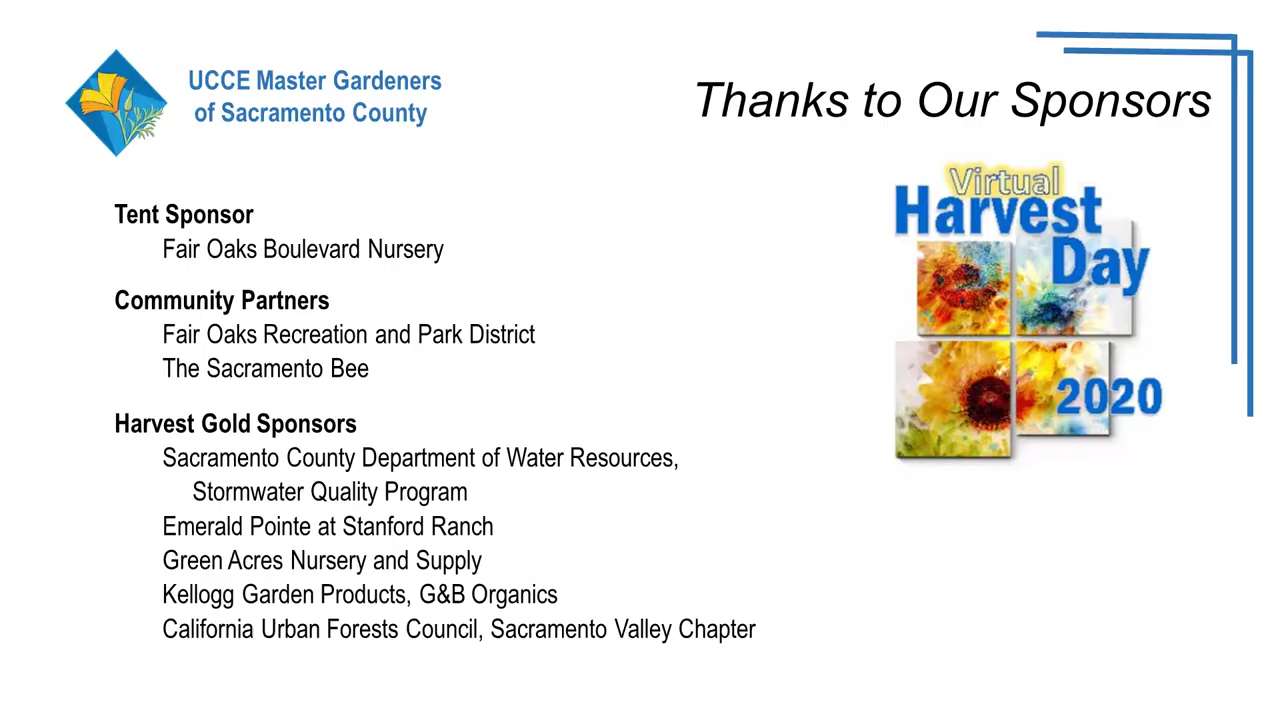 UCCE Master Gardeners
of Sacramento County
Thanks to Our Sponsors
Virtual
Harvest
Day
2020
Tent Sponsor
Fair Oaks Boulevard Nursery
Community Partners
Fair Oaks Recreation and Park District
The Sacramento Bee
Harvest Gold Sponsors
Sacramento County Department of Water Resources,
Stormwater Quality Program
Emerald Pointe at Stanford Ranch
Green Acres Nursery and Supply
Kellogg Garden Products, G&B Organics
California Urban Forests Council, Sacramento Valley Chapter